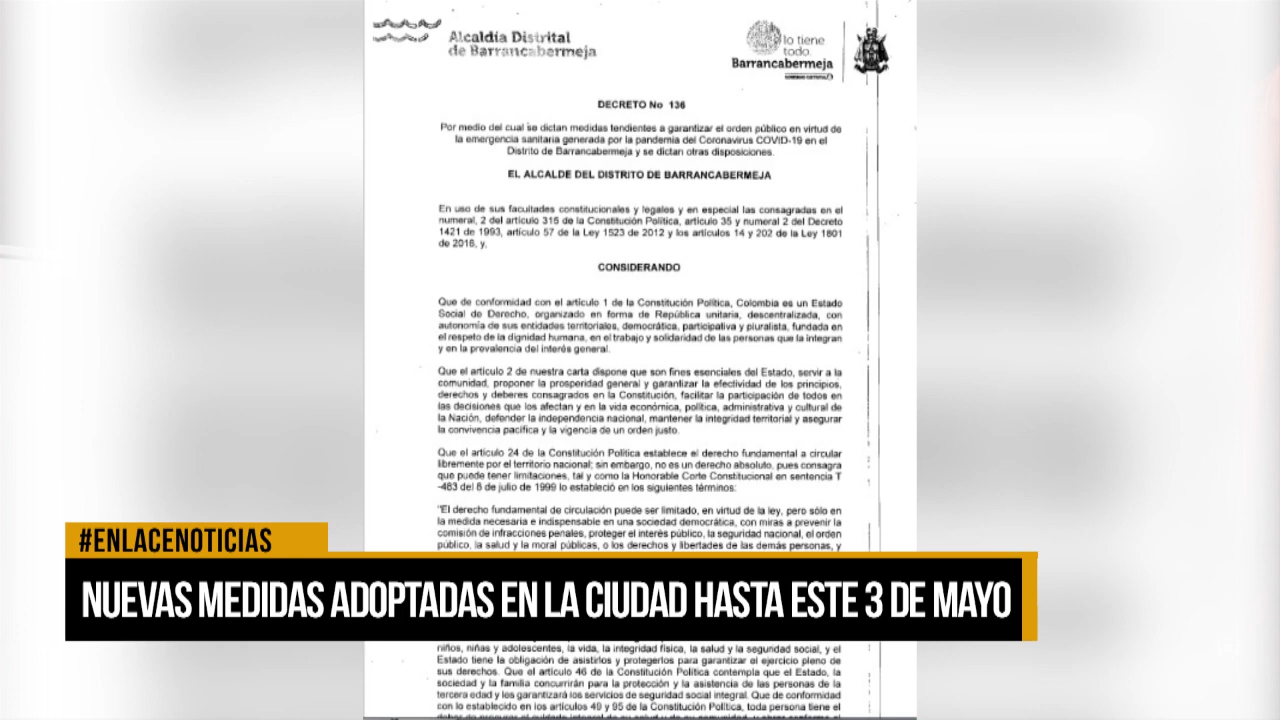 Alcaldía Distrital
de Barrancabermeja
lo tiene
todo.
Barrancabermeja
DECRETO No 136
Por medio del cual se dictan medidas tendientes a garantizar el orden público en virtud de
la emergencia sanitaria generada por la pandemia del Coronavirus COVID-19 en el
Distrito de Barrancabermeja y se dictan otras disposiciones.
EL ALCALDE DEL DISTRITO DE BARRANCABERMEJA
En uso de sus facultades constitucionales y legales y en especial las consagradas en el
numeral, 2 del artículo 315 de la Constitución Política, artículo 35 y numeral 2 del Decreto
1421 de 1993, artículo 57 de la Ley 1523 de 2012 y los artículos 14 y 202 de la Ley 1801
de 2016, y,
CONSIDERANDO
Que de conformidad con el artículo 1 de la Constitución Política, Colombia es un Estado
Social de Derecho, organizado en forma de República unitaria, descentralizada, con
autonomía de sus entidades territoriales, democrática, participativa y pluralista, fundada en
el respeto de la dignidad humana, en el trabajo y solidaridad de las personas que la integran
y en la prevalencia del interés general.
Que el artículo 2 de nuestra carta dispone que son fines esenciales del Estado, servir a la
comunidad, proponer la prosperidad general y garantizar la efectividad de los principios,
derechos y deberes consagrados en la Constitución, facilitar la participación de todos en
las decisiones que los afectan y en la vida económica, política, administrativa y cultural de
la Nación, defender la independencia nacional, mantener la integridad territorial y asegurar
la convivencia pacífica y la vigencia de un orden justo.
Que el artículo 24 de la Constitución Política establece el derecho fundamental a circular
libremente por el territorio nacional; sin embargo, no es un derecho absoluto, pues consagra
que puede tener limitaciones, tal y como la Honorable Corte Constitucional en sentencia T
-483 del 8 de julio de 1999 lo estableció en los siguientes términos:
"El derecho fundamental de circulación puede ser limitado, en virtud de la ley, pero sólo en
la medida necesaria e indispensable en una sociedad democrática, con miras a prevenir la
comisión de infracciones penales, proteger el interés público, la seguridad nacional, el orden
público, la salud y la moral públicas, o los derechos y libertades de las demás personas, y
#ENLACENOTICIAS
NUEVAS MEDIDAS ADOPTADAS EN LA CIUDAD HASTA ESTE 3 DE MAYO
niños, niñas y adolescentes, la vida, la integridad física, la salud y la seguridad social, y el
Estado tiene la obligación de asistirlos y protegerlos para garantizar el ejercicio pleno de
sus derechos. Que el artículo 46 de la Constitución Política contempla que el Estado, la
sociedad y la familia concurrirán para la protección y la asistencia de las personas de la
tercera edad y les garantizará los servicios de seguridad social integral. Que de conformidad
con lo establecido en los artículos 49 y 95 de la Constitución Política, toda persona tiene el